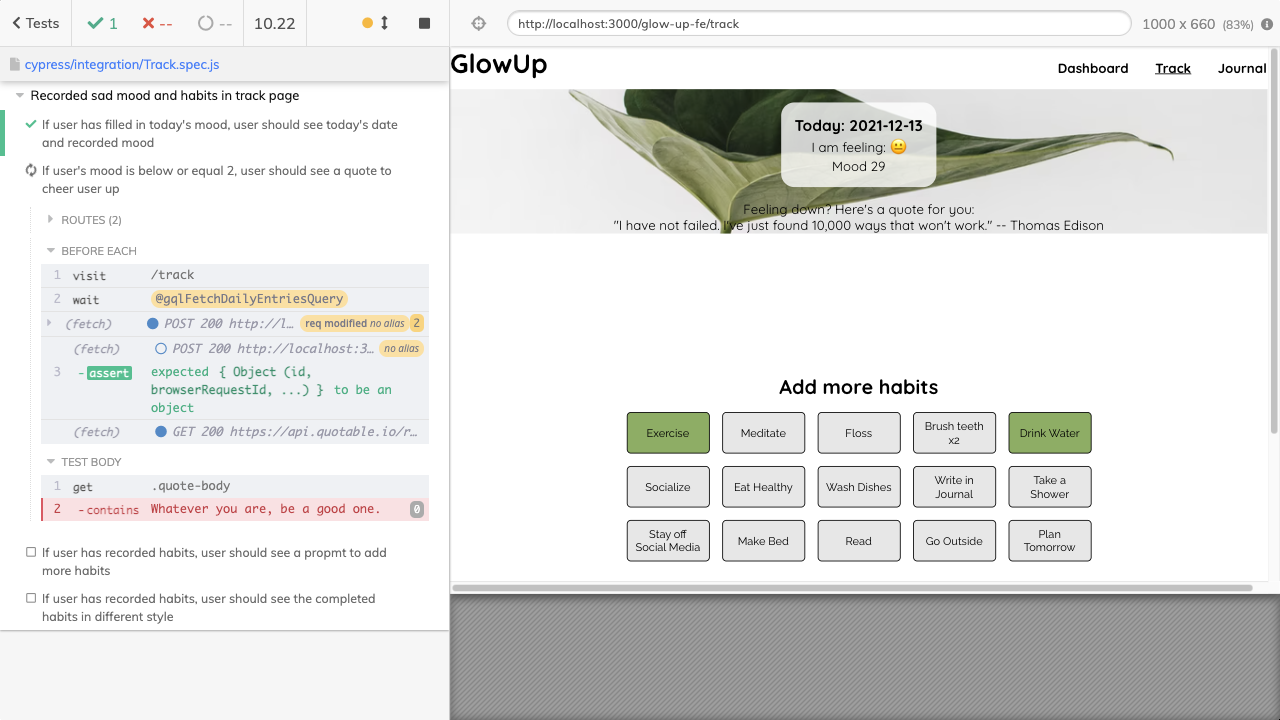 Tests
1
--
--
10.22
http://localhost:3000/glow-up-fe/track
1000 x 660 (83%)
cypress/integration/Track.spec.js
Recorded sad mood and habits in track page
If user has filled in today's mood, user should see today's date
and recorded mood
If user's mood is below or equal 2, user should see a quote to
cheer user up
ROUTES (2)
BEFORE EACH
1 visit /track
2 wait @gqlFetchDailyEntriesQuery
(fetch) POST 200 http://l... req modified no alias 2
(fetch) POST 200 http://localhost:3... no alias
3 -assert expected { Object (id,
browserRequestId, ...) } to be an
object
(fetch) GET 200 https://api.quotable.io/r...
TEST BODY
1 get .quote-body
2 -contains Whatever you are, be a good one. 0
If user has recorded habits, user should see a propmt to add
more habits
If user has recorded habits, user should see the completed
habits in different style
GlowUp
Dashboard Track Journal
Today: 2021-12-13
I am feeling: 😐
Mood 29
Feeling down? Here's a quote for you:
"I have not failed. I've just found 10,000 ways that won't work." -- Thomas Edison
Add more habits
Exercise
Meditate
Floss
Brush teeth
x2
Drink Water
Socialize
Eat Healthy
Wash Dishes
Write in
Journal
Take a
Shower
Stay off
Social Media
Make Bed
Read
Go Outside
Plan
Tomorrow